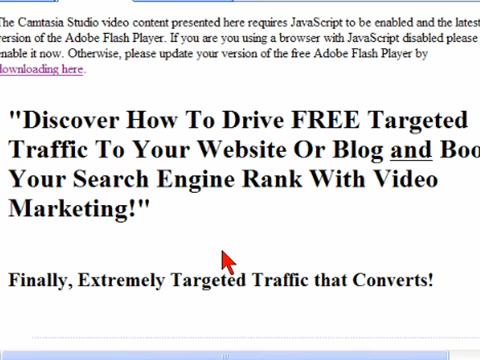 The Camtasia Studio video content presented here requires JavaScript to be enabled and the latest
version of the Adobe Flash Player. If you are you using a browser with JavaScript disabled please
enable it now. Otherwise, please update your version of the free Adobe Flash Player by
downloading here.
"Discover How To Drive FREE Targeted
Traffic To Your Website Or Blog and Boo
Your Search Engine Rank With Video
Marketing!"
Finally, Extremely Targeted Traffic that Converts!